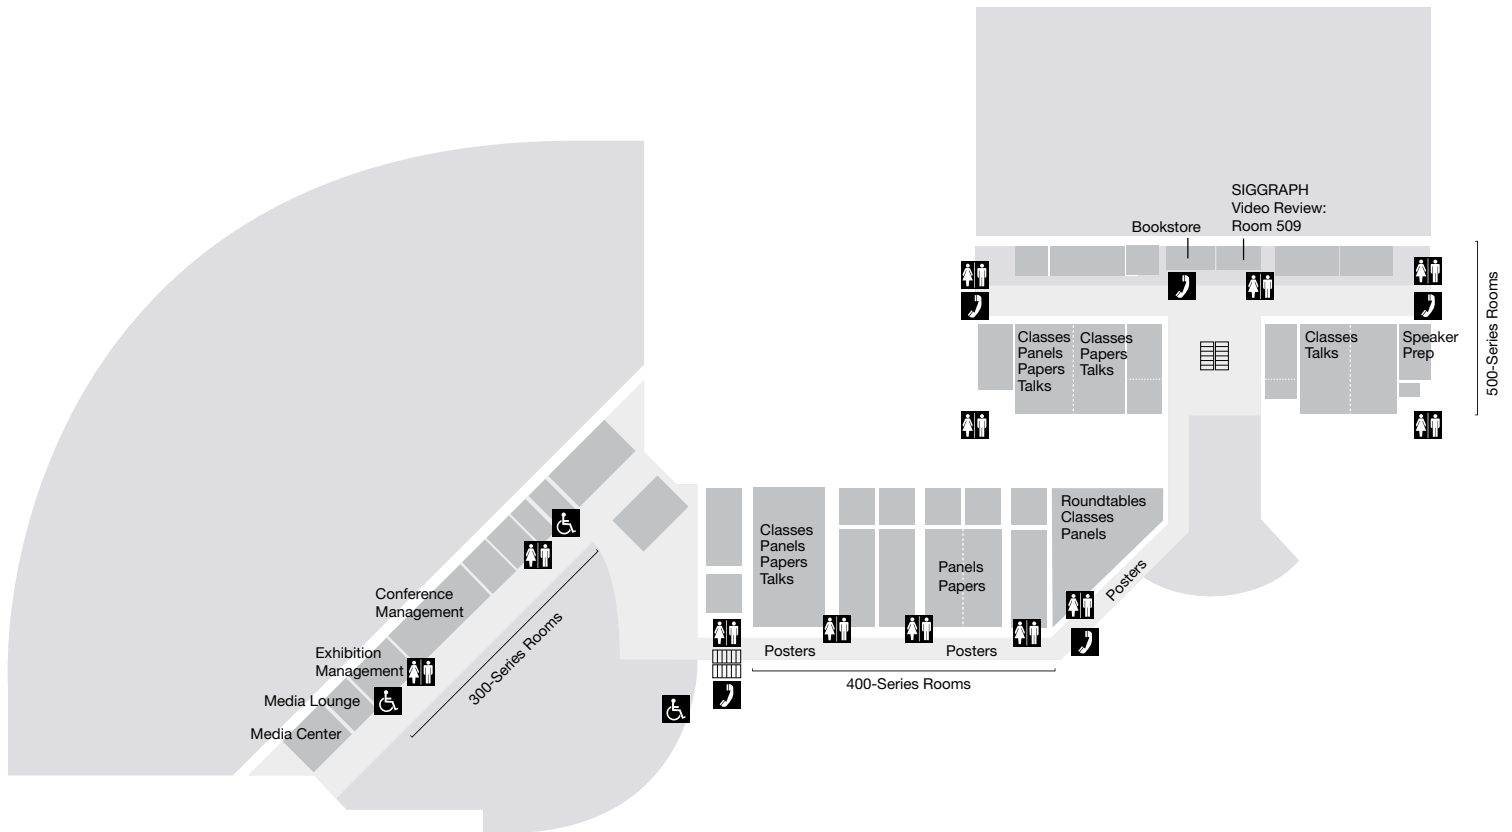 SIGGRAPH
Video Review:
Room 509
Bookstore
500-Series Rooms
Classes
Panels
Papers
Talks
Classes
Papers
Talks
Classes
Talks
Speaker
Prep
Roundtables
Classes
Panels
Classes
Panels
Papers
Talks
Panels
Papers
Posters
Posters
Posters
400-Series Rooms
Conference
Management
Exhibition
Management
Media Lounge
Media Center
300-Series Rooms